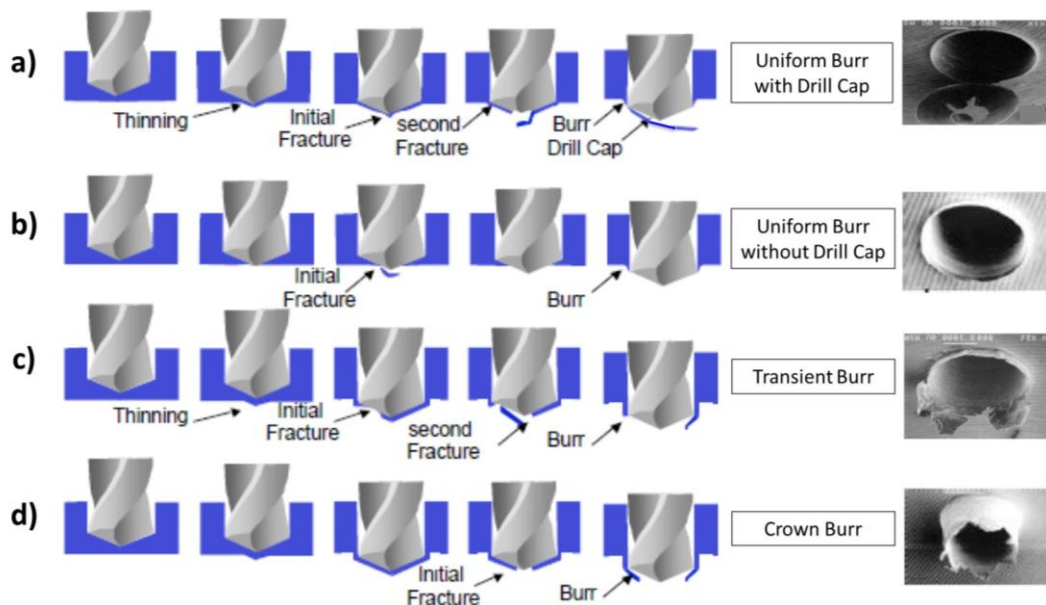 a)
Thinning
Initial
Fracture
second
Fracture
Burr
Drill Cap
Uniform Burr
with Drill Cap
b)
Initial
Fracture
Burr
Uniform Burr
without Drill Cap
c)
Thinning
Initial
Fracture
second
Fracture
Burr
Transient Burr
d)
Initial
Fracture
Burr
Crown Burr